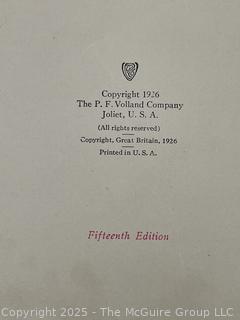 Copyright 1926
The P. F. Volland Company
Joliet, U. S. A.
(All rights reserved)
Copyright, Great Britain, 1926
Printed in U. S. A.
Fifteenth Edition
Copyright 2025 - The McGuire Group LLC